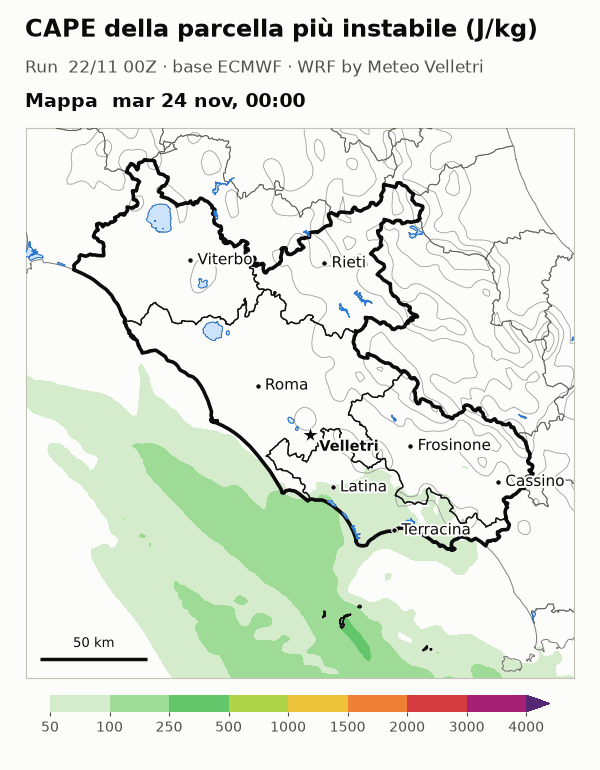 CAPE della parcella più instabile (J/kg)
Run  22/11 00Z · base ECMWF · WRF by Meteo Velletri
Mappa  mar 24 nov, 00:00
Viterbo
Rieti
Roma
Velletri
Frosinone
Latina
Cassino
Terracina
50 km
50 100 250 500 1000 1500 2000 3000 4000